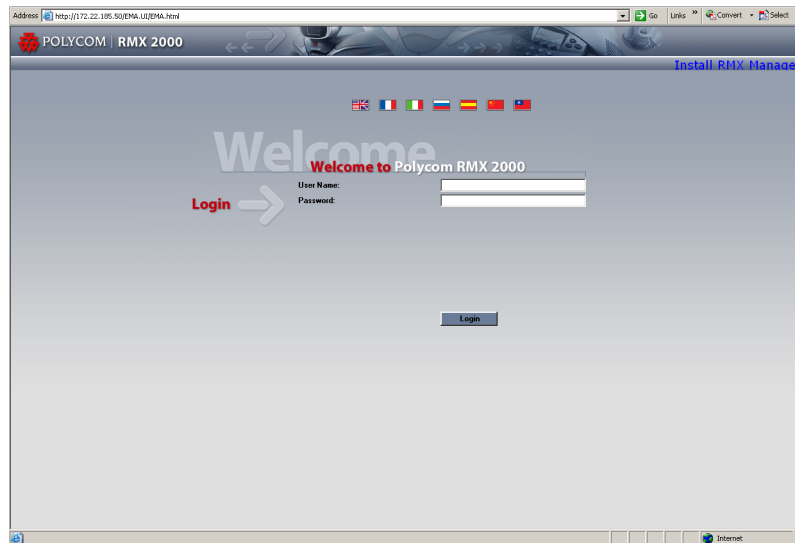 Address http://172.22.185.50/EMA.UI/EMA.html Go Links » Convert Select
POLYCOM | RMX 2000
Install RMX Manage
Welcome
Welcome to Polycom RMX 2000
User Name:
Login
Password:
Login
Internet